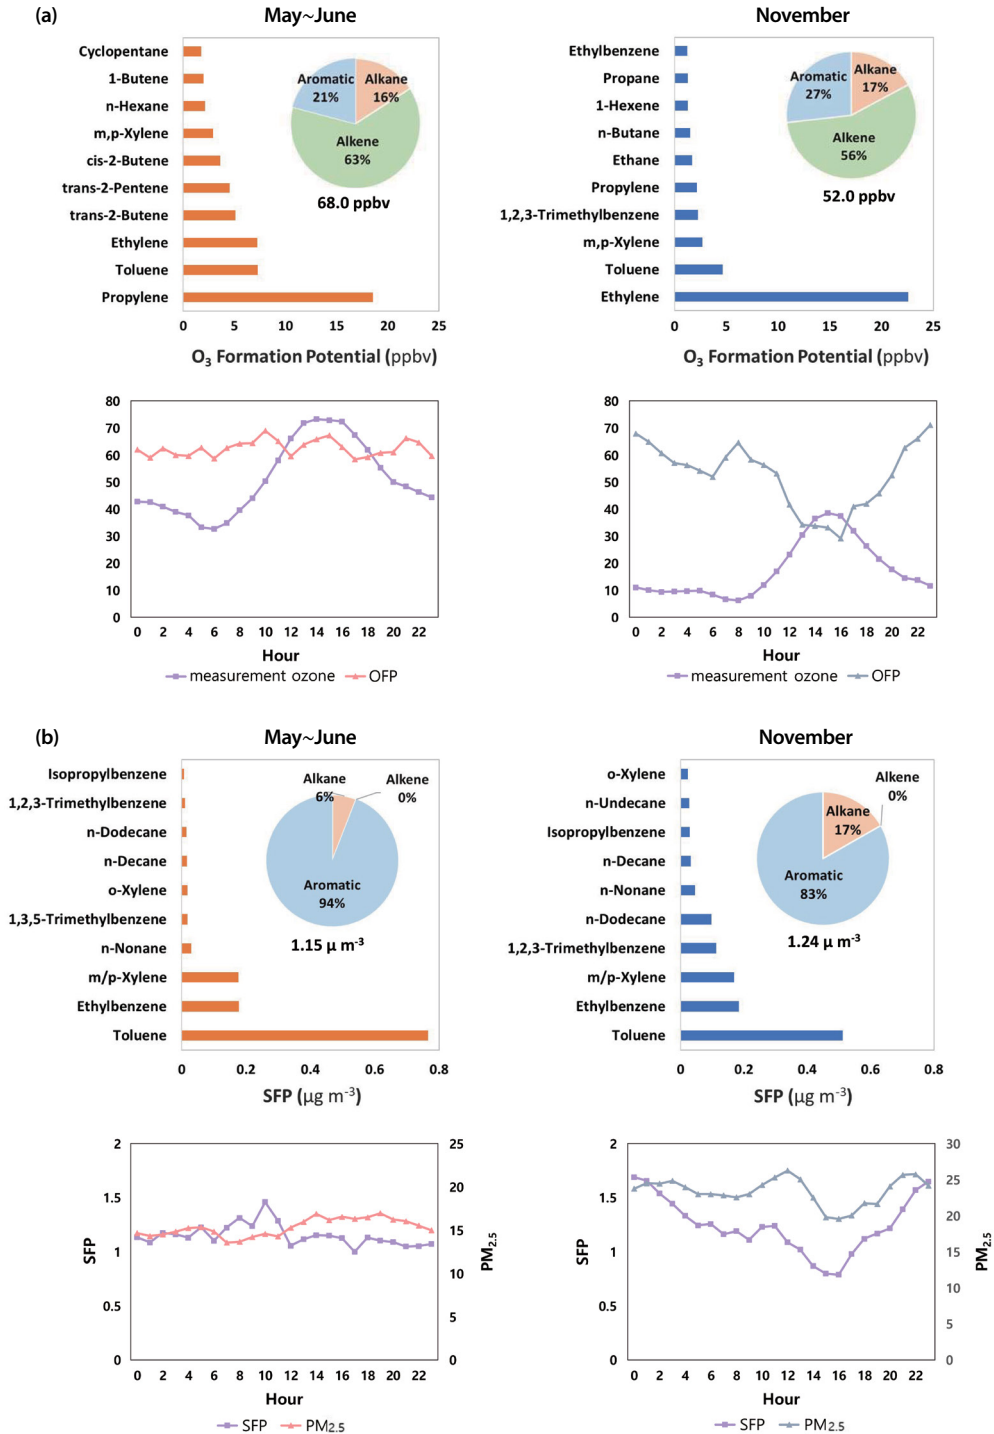 (a)
May~June
Cyclopentane
1-Butene
n-Hexane
m,p-Xylene
cis-2-Butene
trans-2-Pentene
trans-2-Butene
Ethylene
Toluene
Propylene
Aromatic
21%
Alkane
16%
Alkene
63%
68.0 ppbv
0 5 10 15 20 25
O3 Formation Potential (ppbv)
November
Ethylbenzene
Propane
1-Hexene
n-Butane
Ethane
Propylene
1,2,3-Trimethylbenzene
m,p-Xylene
Toluene
Ethylene
Aromatic
27%
Alkane
17%
Alkene
56%
52.0 ppbv
0 5 10 15 20 25
O3 Formation Potential (ppbv)
80
70
60
50
40
30
20
10
0
0 2 4 6 8 10 12 14 16 18 20 22
Hour
measurement ozone OFP
80
70
60
50
40
30
20
10
0
0 2 4 6 8 10 12 14 16 18 20 22
Hour
measurement ozone OFP
(b)
May~June
Isopropylbenzene
1,2,3-Trimethylbenzene
n-Dodecane
n-Decane
o-Xylene
1,3,5-Trimethylbenzene
n-Nonane
m/p-Xylene
Ethylbenzene
Toluene
Alkane
6%
Alkene
0%
Aromatic
94%
1.15 μ m-3
0 0.2 0.4 0.6 0.8
SFP (μg m-3)
November
o-Xylene
n-Undecane
Isopropylbenzene
n-Decane
n-Nonane
n-Dodecane
1,2,3-Trimethylbenzene
m/p-Xylene
Ethylbenzene
Toluene
Alkene
0%
Alkane
17%
Aromatic
83%
1.24 μ m-3
0 0.2 0.4 0.6 0.8
SFP (μg m-3)
2
1.5
1
0.5
0
SFP
25
20
15
10
5
0
PM2.5
0 2 4 6 8 10 12 14 16 18 20 22
Hour
SFP PM2.5
2
1.5
1
0.5
0
SFP
30
25
20
15
10
5
0
PM2.5
0 2 4 6 8 10 12 14 16 18 20 22
Hour
SFP PM2.5